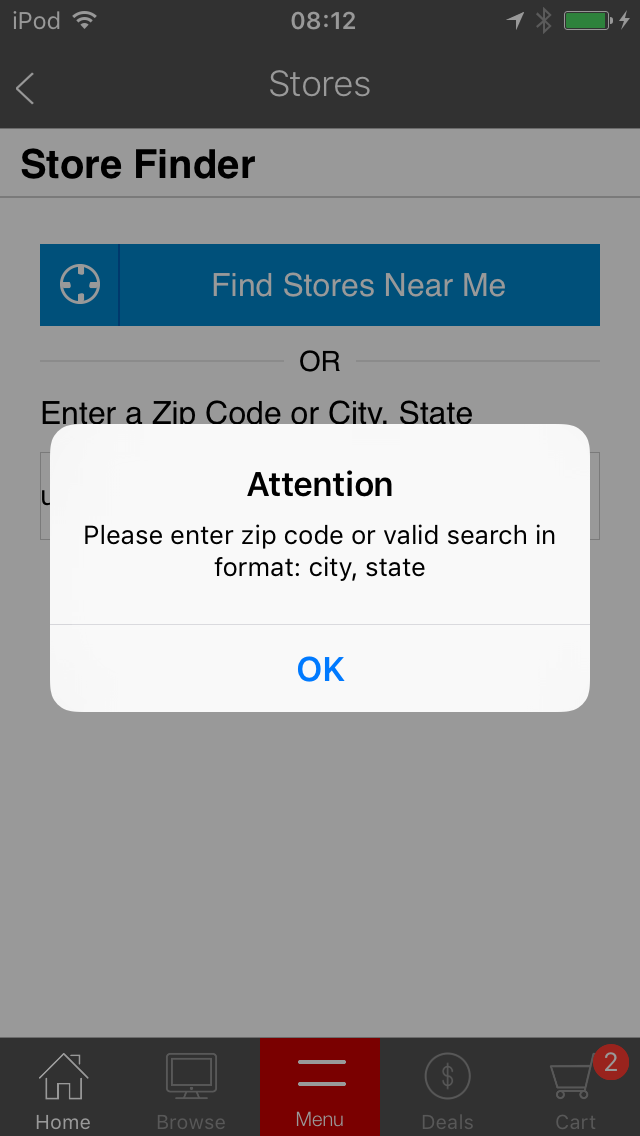 iPod 08:12
Stores
Store Finder
Find Stores Near Me
OR
Enter a Zip Code or City, State
Attention
Please enter zip code or valid search in
format: city, state
OK
$ 2
Home Browse Menu Deals Cart